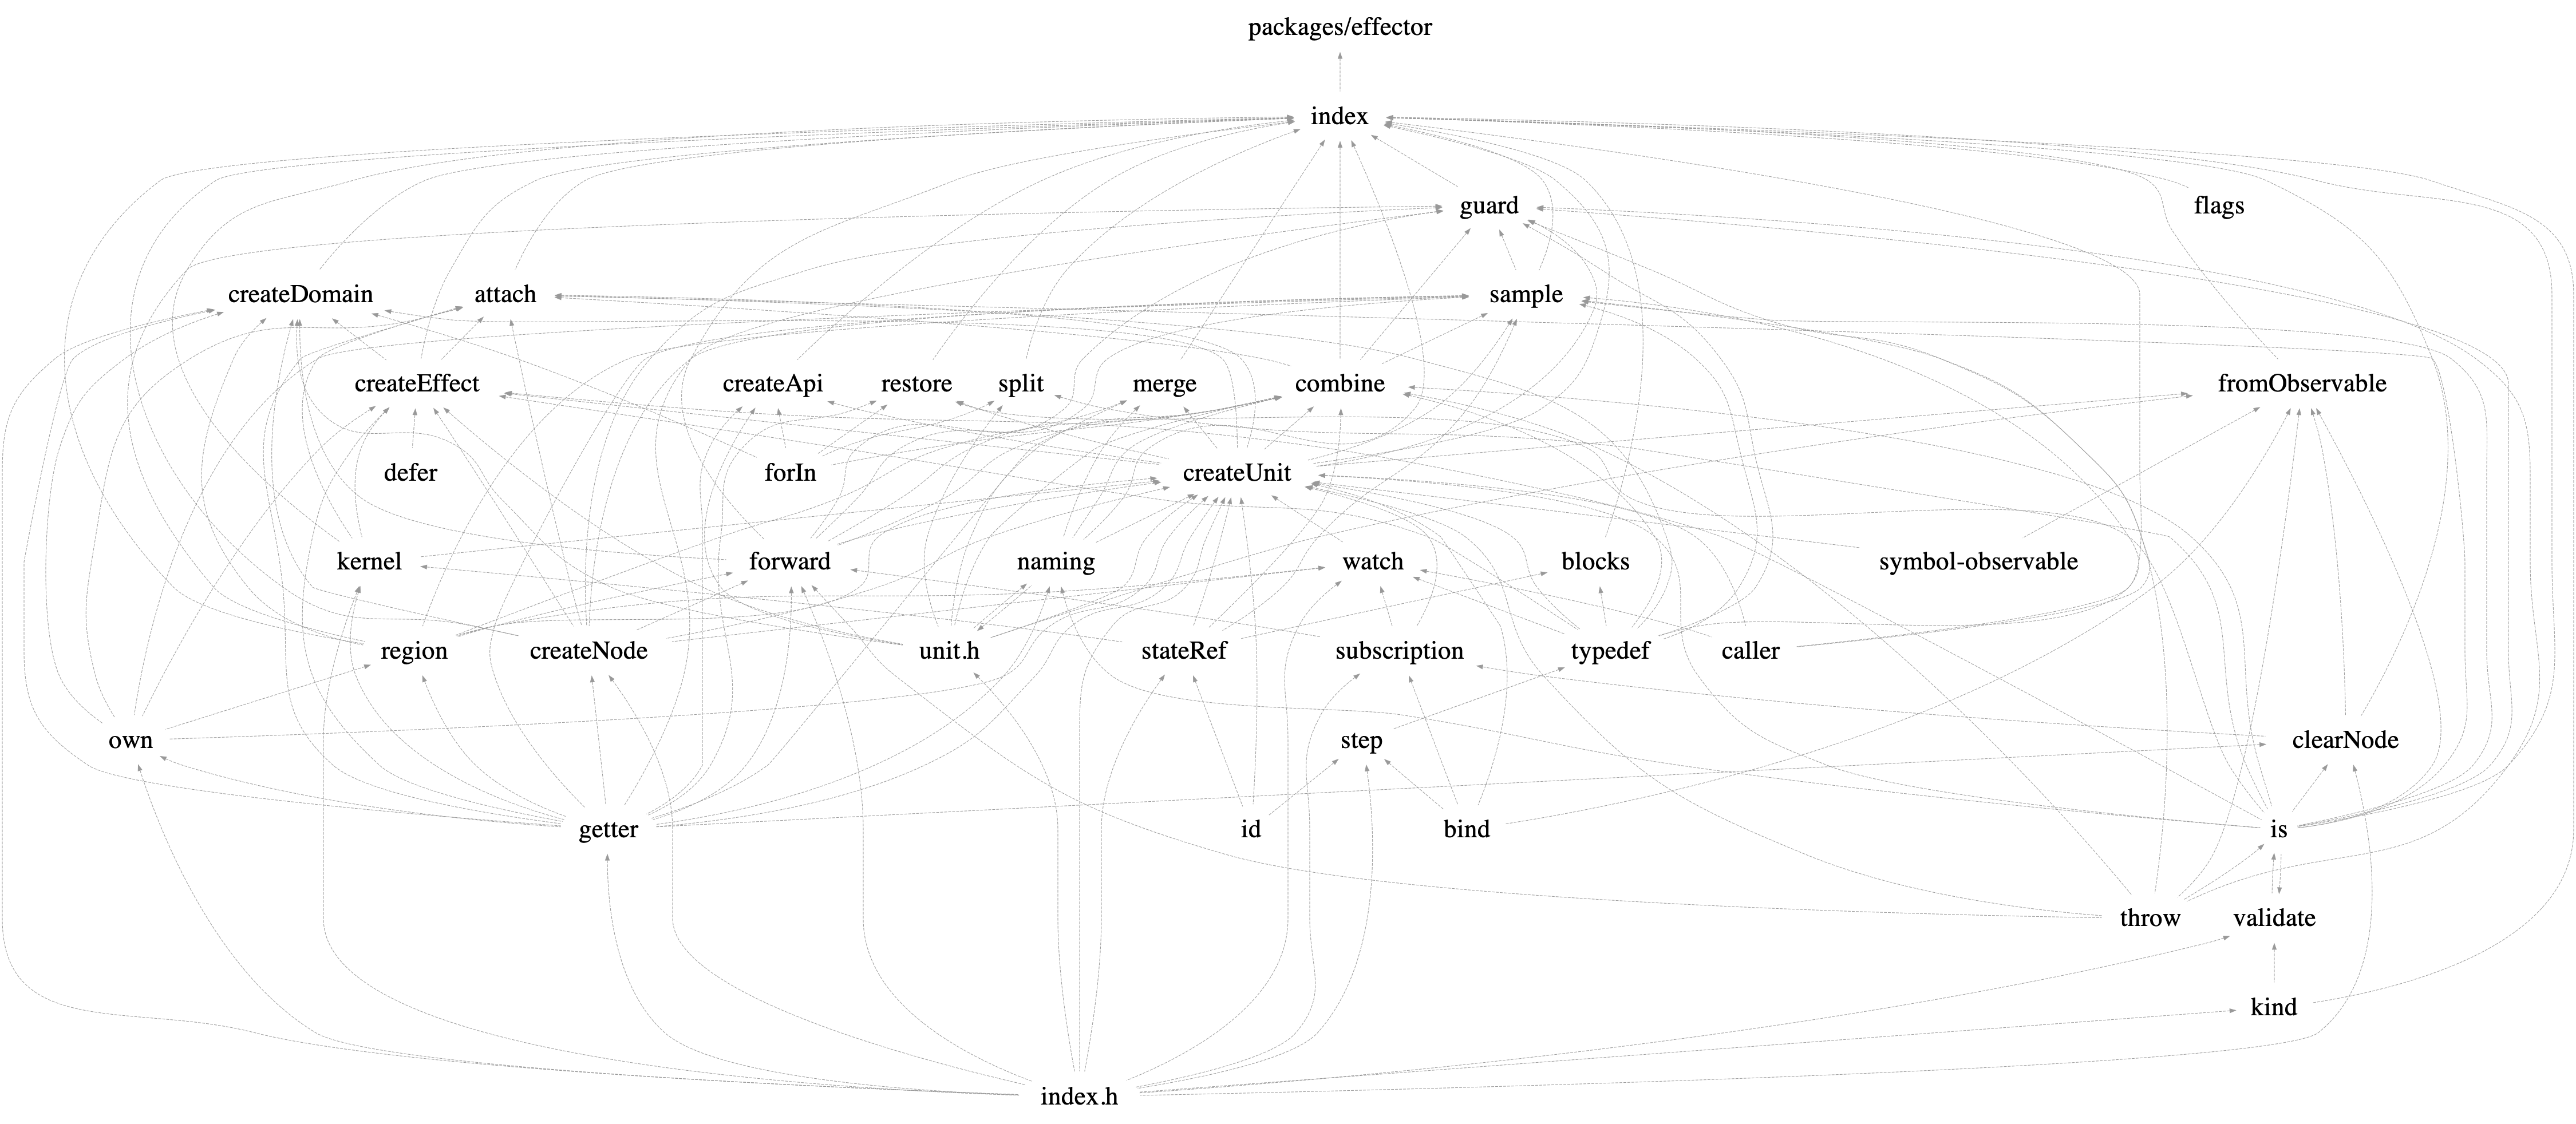 packages/effector
index
guard
flags
createDomain
attach
sample
createEffect
createApi
restore
split
merge
combine
fromObservable
defer
forIn
createUnit
kernel
forward
naming
watch
blocks
symbol-observable
region
createNode
unit.h
stateRef
subscription
typedef
caller
own
step
clearNode
getter
id
bind
is
throw
validate
kind
index.h